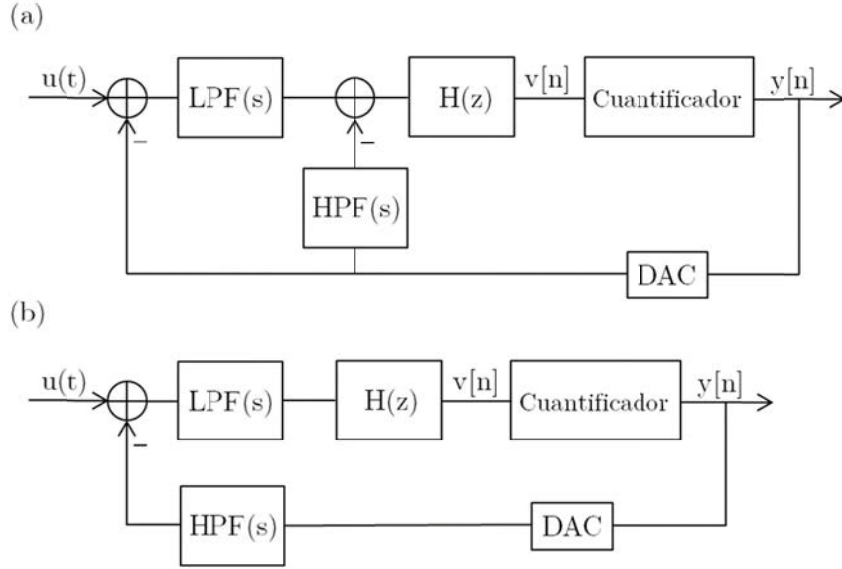 (a)
u(t)
LPF(s)
H(z)
v[n]
Cuantificador
y[n]
−
−
HPF(s)
DAC
(b)
u(t)
LPF(s)
H(z)
v[n]
Cuantificador
y[n]
−
HPF(s)
DAC